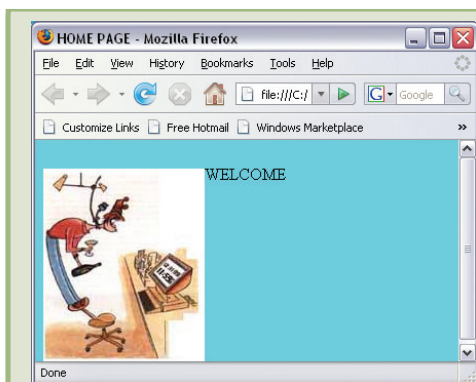 HOME PAGE - Mozilla Firefox
File Edit View History Bookmarks Tools Help
file:///C:/ G Google
Customize Links Free Hotmail Windows Marketplace »
WELCOME
Done